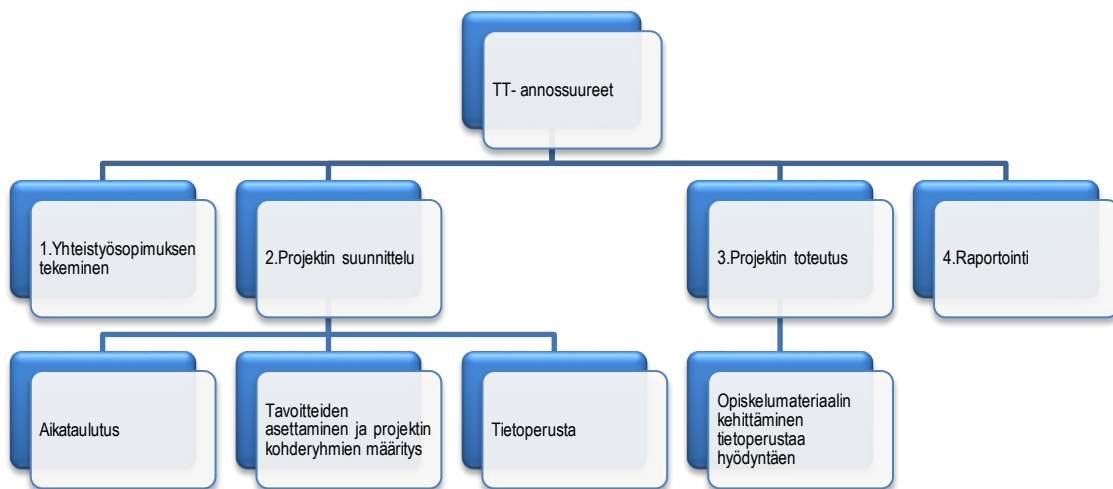 TT- annossuureet
1.Yhteistyösopimuksen
tekeminen
2.Projektin suunnittelu
3.Projektin toteutus
4.Raportointi
Aikataulutus
Tavoitteiden
asettaminen ja projektin
kohderyhmien määritys
Tietoperusta
Opiskelumateriaalin
kehittäminen
tietoperustaa
hyödyntäen